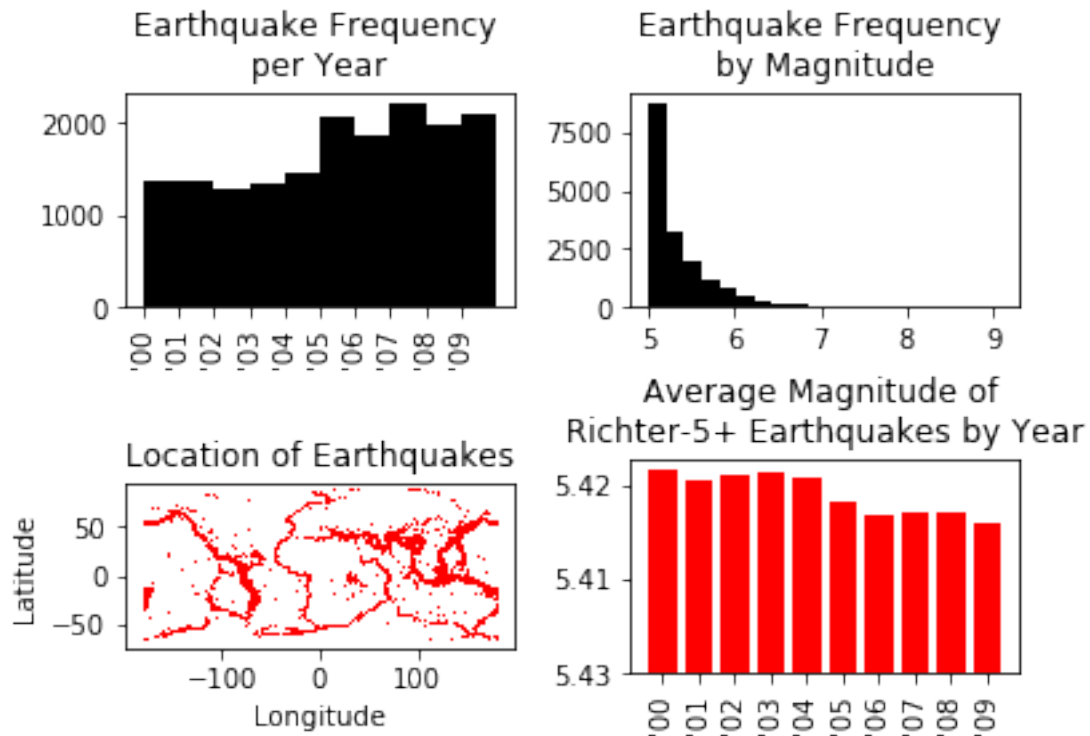 Earthquake Frequency
per Year
2000
1000
0
'00 '01 '02 '03 '04 '05 '06 '07 '08 '09
Earthquake Frequency
by Magnitude
7500
5000
2500
0
5 6 7 8 9
Location of Earthquakes
Latitude
50
0
−50
−100 0 100
Longitude
Average Magnitude of
Richter-5+ Earthquakes by Year
5.42
5.41
5.43
'00 '01 '02 '03 '04 '05 '06 '07 '08 '09